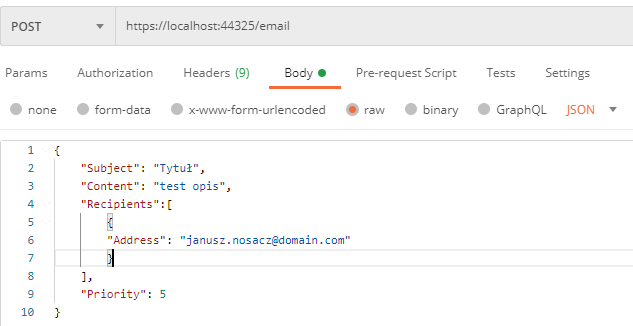 POST https://localhost:44325/email
Params Authorization Headers (9) Body Pre-request Script Tests Settings
none form-data x-www-form-urlencoded raw binary GraphQL JSON
1 {
2 "Subject": "Tytuł",
3 "Content": "test opis",
4 "Recipients":[
5 {
6 "Address": "janusz.nosacz@domain.com"
7 }
8 ],
9 "Priority": 5
10 }